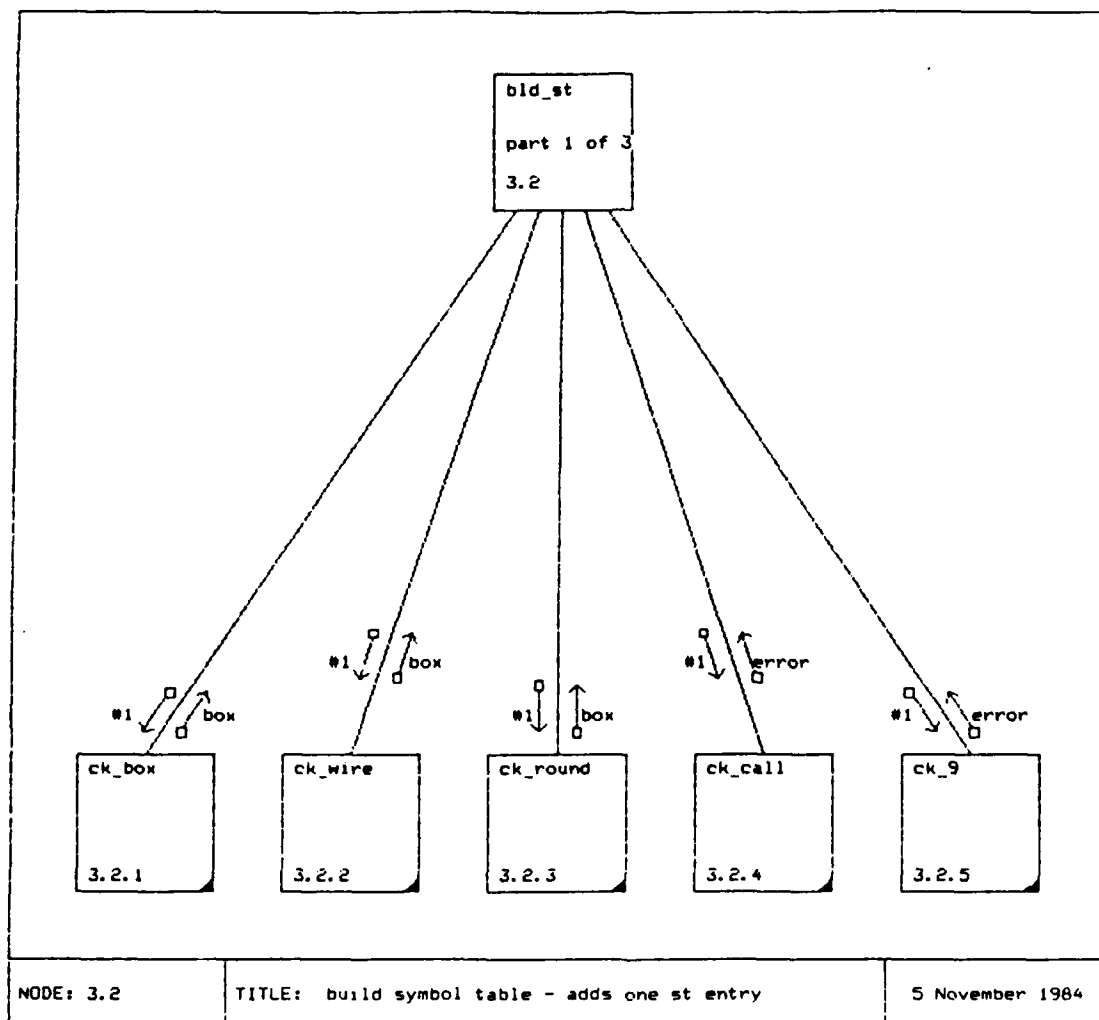 bld_st
part 1 of 3
3.2
#1 box
#1 error
#1 box
#1 box
#1 error
ck_box
ck_wire
ck_round
ck_call
ck_9
3.2.1
3.2.2
3.2.3
3.2.4
3.2.5
NODE: 3.2
TITLE: build symbol table - adds one st entry
5 November 1984